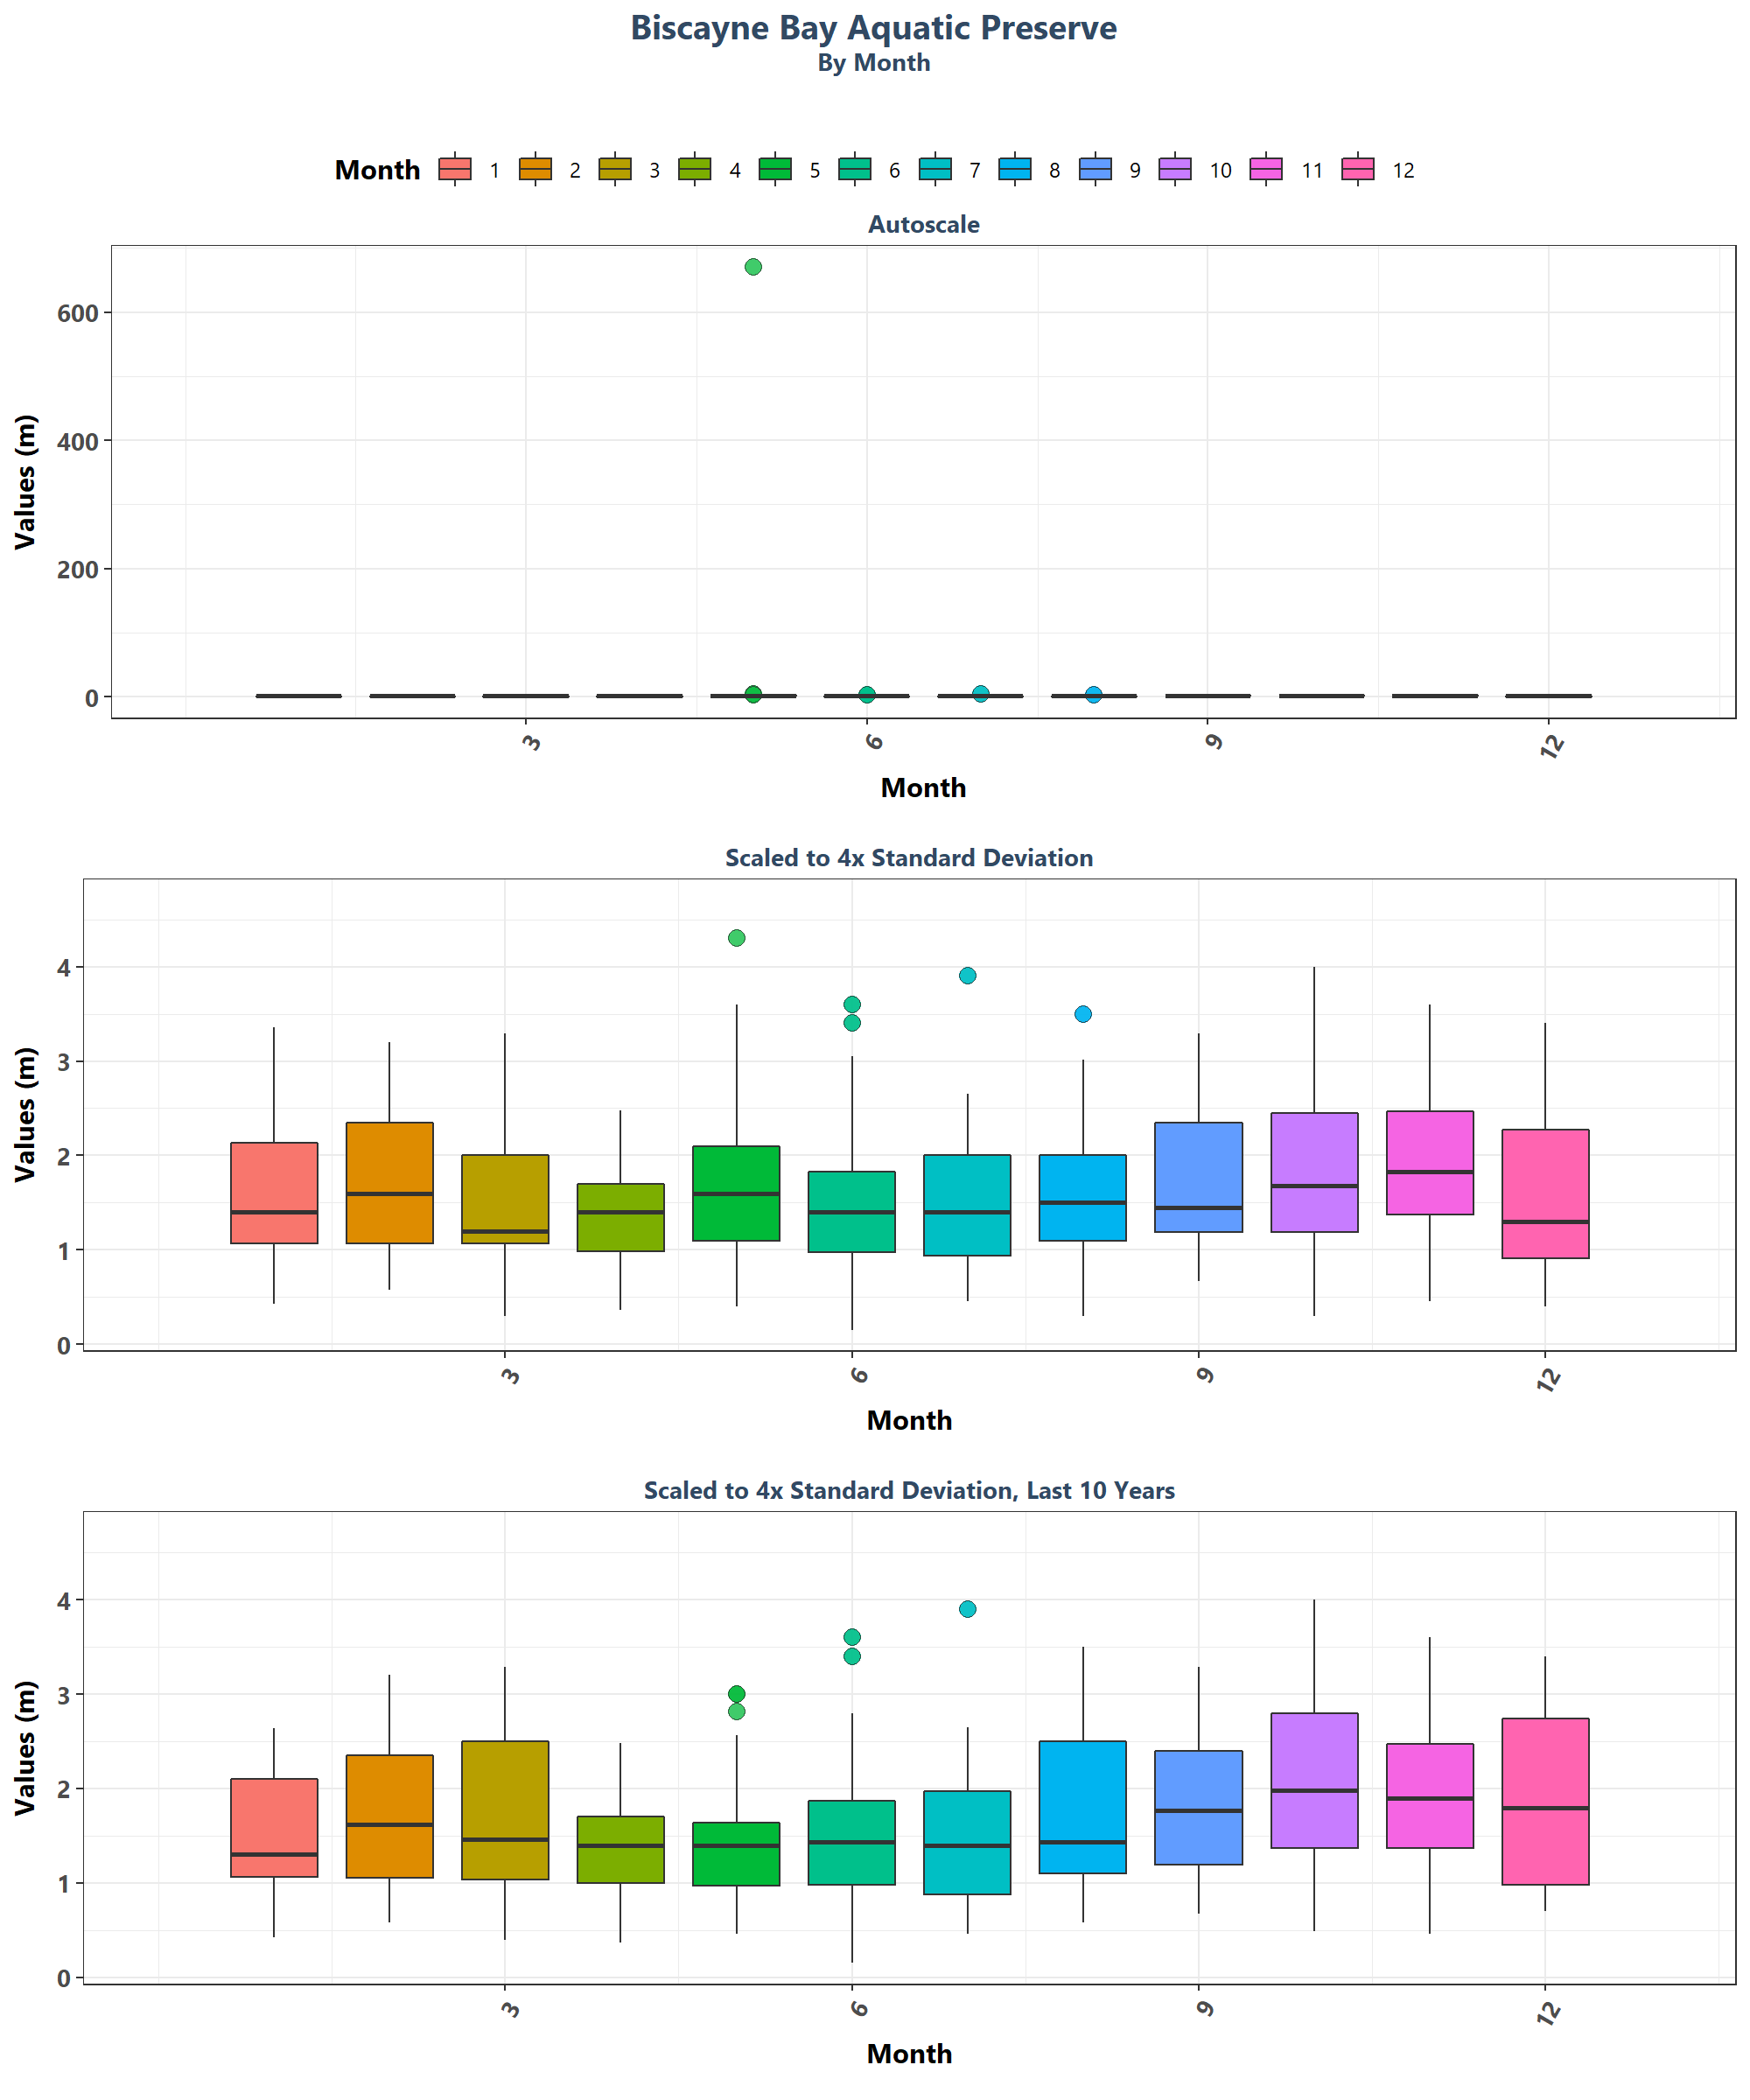 Biscayne Bay Aquatic Preserve
By Month
Month 1 2 3 4 5 6 7 8 9 10 11 12
Autoscale
Values (m)
600
400
200
0
3 6 9 12
Month
Scaled to 4x Standard Deviation
Values (m)
4
3
2
1
0
3 6 9 12
Month
Scaled to 4x Standard Deviation, Last 10 Years
Values (m)
4
3
2
1
0
3 6 9 12
Month